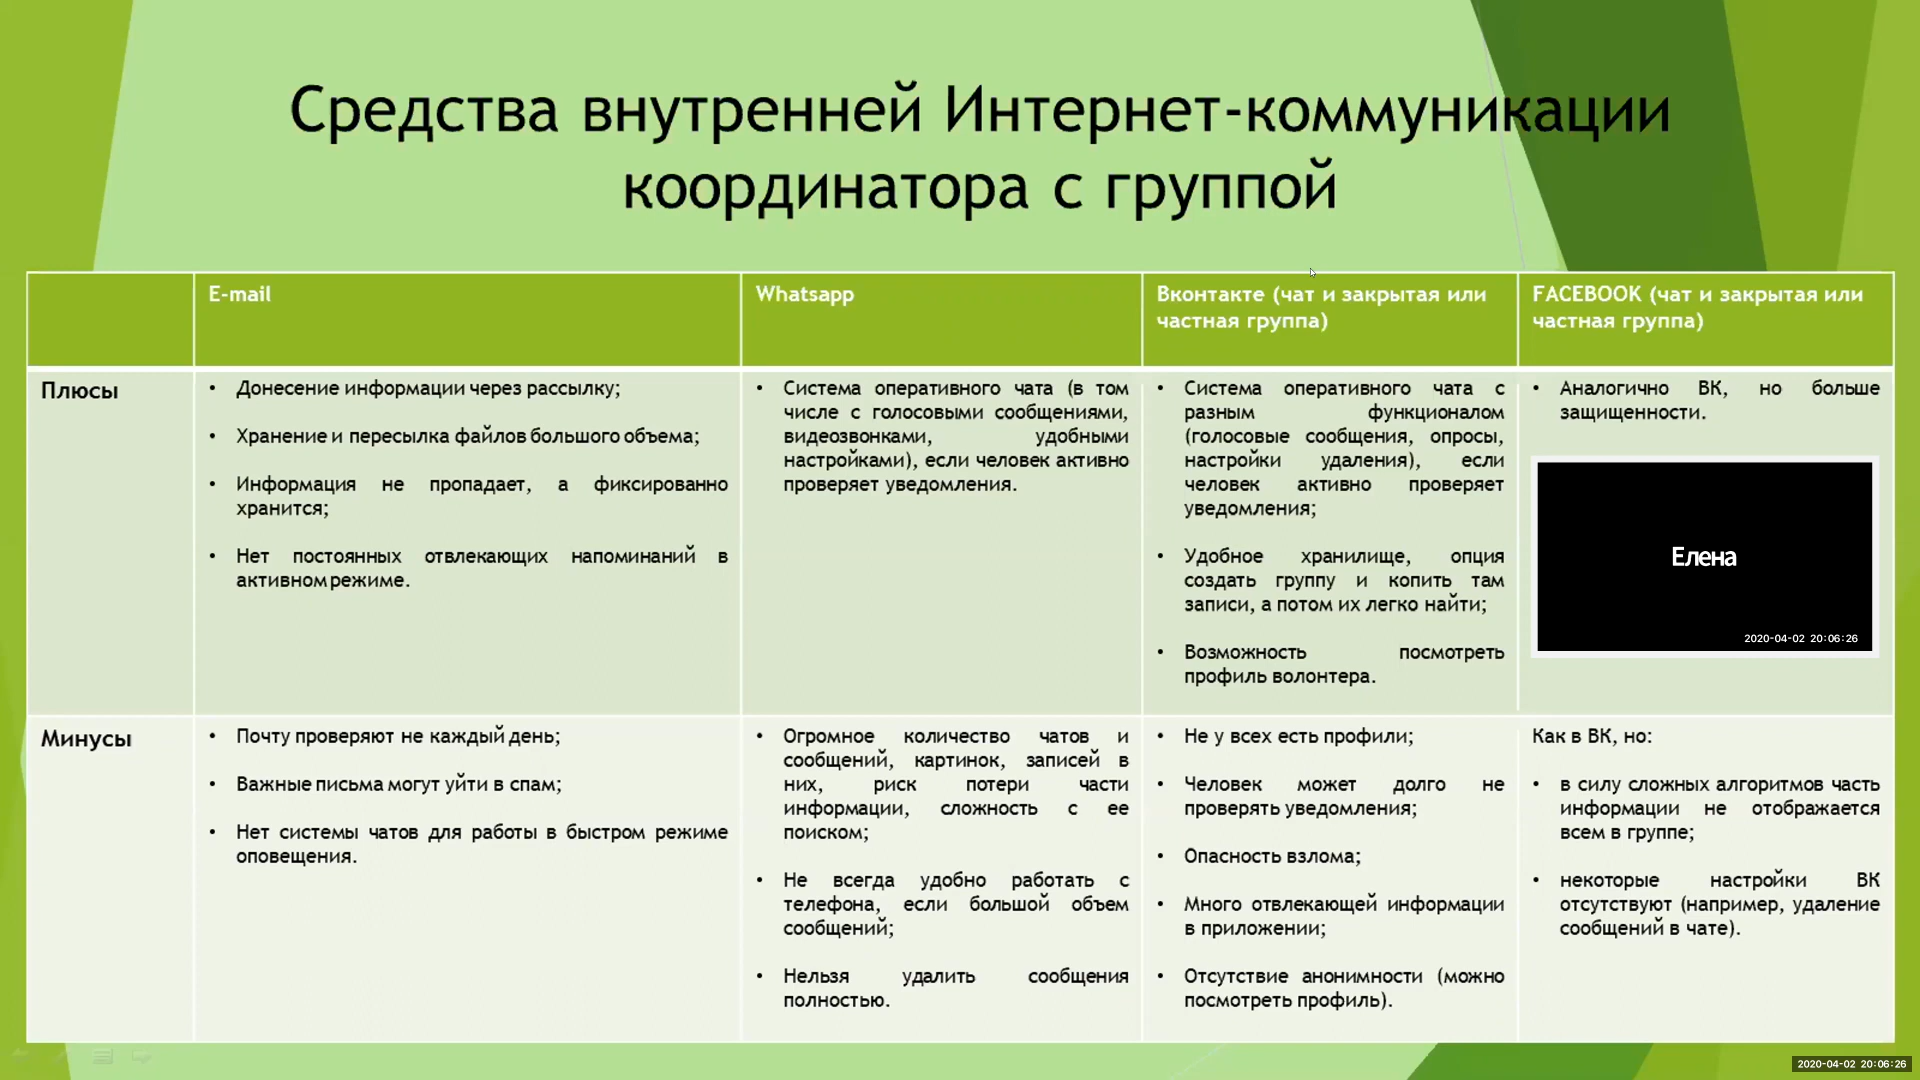 Средства внутренней Интернет-коммуникации
координатора с группой
E-mail
Whatsapp
Вконтакте (чат и закрытая или
частная группа)
FACEBOOK (чат и закрытая или
частная группа)
Плюсы
• Донесение информации через рассылку;
• Хранение и пересылка файлов большого объема;
• Информация не пропадает, а фиксированно
хранится;
• Нет постоянных отвлекающих напоминаний в
активном режиме.
• Система оперативного чата (в том
числе с голосовыми сообщениями,
видеозвонками, удобными
настройками), если человек активно
проверяет уведомления.
• Система оперативного чата с
разным функционалом
(голосовые сообщения, опросы,
настройки удаления), если
человек активно проверяет
уведомления;
• Удобное хранилище, опция
создать группу и копить там
записи, а потом их легко найти;
• Возможность посмотреть
профиль волонтера.
• Аналогично ВК, но больше
защищенности.
Елена
2020-04-02 20:06:26
Минусы
• Почту проверяют не каждый день;
• Важные письма могут уйти в спам;
• Нет системы чатов для работы в быстром режиме
оповещения.
• Огромное количество чатов и
сообщений, картинок, записей в
них, риск потери части
информации, сложность с ее
поиском;
• Не всегда удобно работать с
телефона, если большой объем
сообщений;
• Нельзя удалить сообщения
полностью.
• Не у всех есть профили;
• Человек может долго не
проверять уведомления;
• Опасность взлома;
• Много отвлекающей информации
в приложении;
• Отсутствие анонимности (можно
посмотреть профиль).
Как в ВК, но:
• в силу сложных алгоритмов часть
информации не отображается
всем в группе;
• некоторые настройки ВК
отсутствуют (например, удаление
сообщений в чате).
2020-04-02 20:06:26